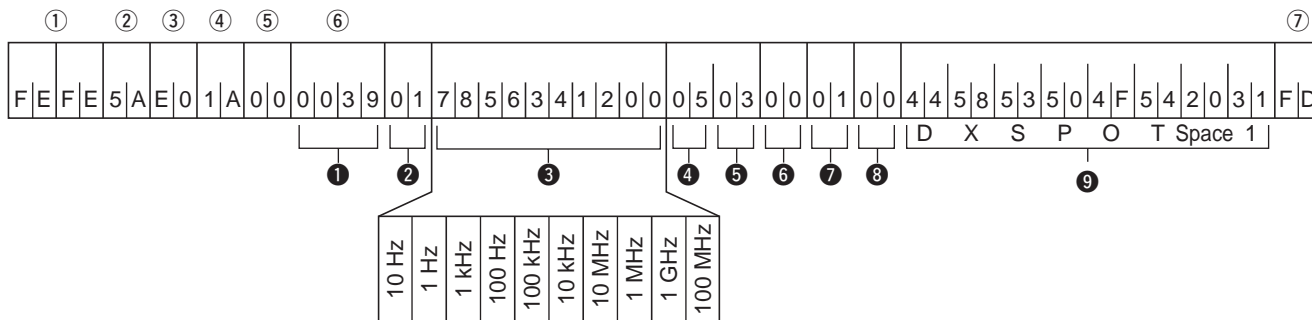 ① ② ③ ④ ⑤ ⑥ ⑦
F E F E 5 A E 0 1 A 0 0 0 0 3 9 0 1 7 8 5 6 3 4 1 2 0 0 0 5 0 3 0 0 0 1 0 0 4 4 5 8 5 3 5 0 4 F 5 4 2 0 3 1 F D
D X S P O T Space 1
❶ ❷ ❸ ❹ ❺ ❻ ❼ ❽ ❾
10 Hz
1 Hz
1 kHz
100 Hz
100 kHz
10 kHz
10 MHz
1 MHz
1 GHz
100 MHz